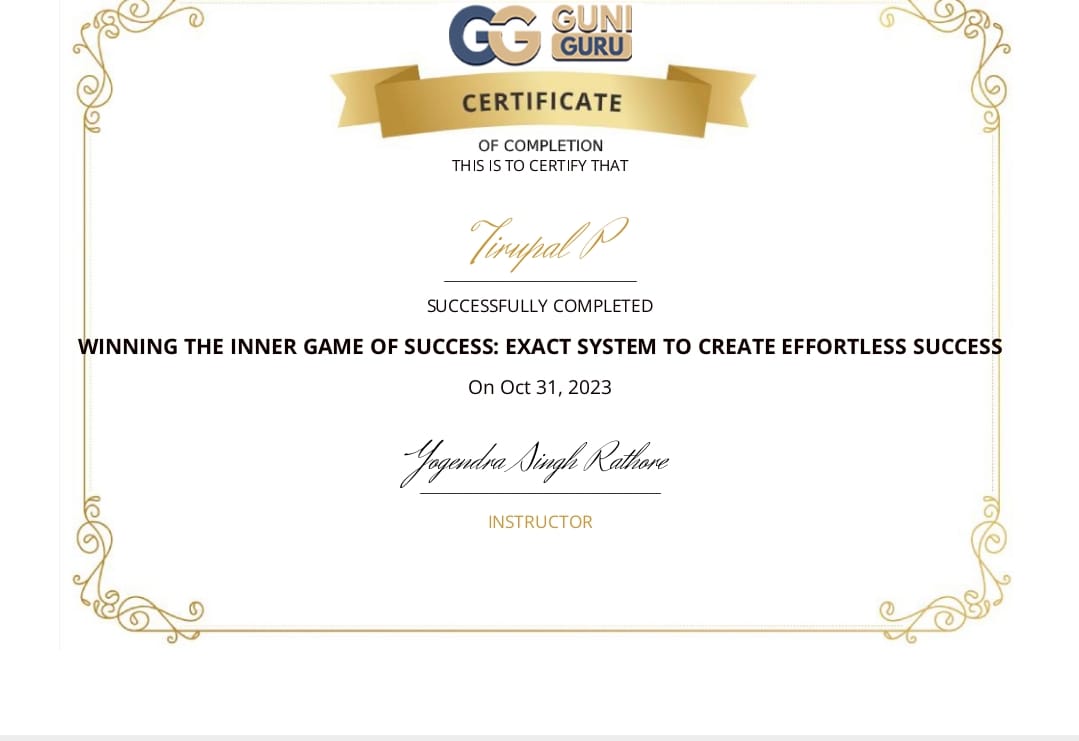 GG GUNI
GURU
CERTIFICATE
OF COMPLETION
THIS IS TO CERTIFY THAT
Tirupal P
SUCCESSFULLY COMPLETED
WINNING THE INNER GAME OF SUCCESS: EXACT SYSTEM TO CREATE EFFORTLESS SUCCESS
On Oct 31, 2023
Yogendra Singh Rathore
INSTRUCTOR